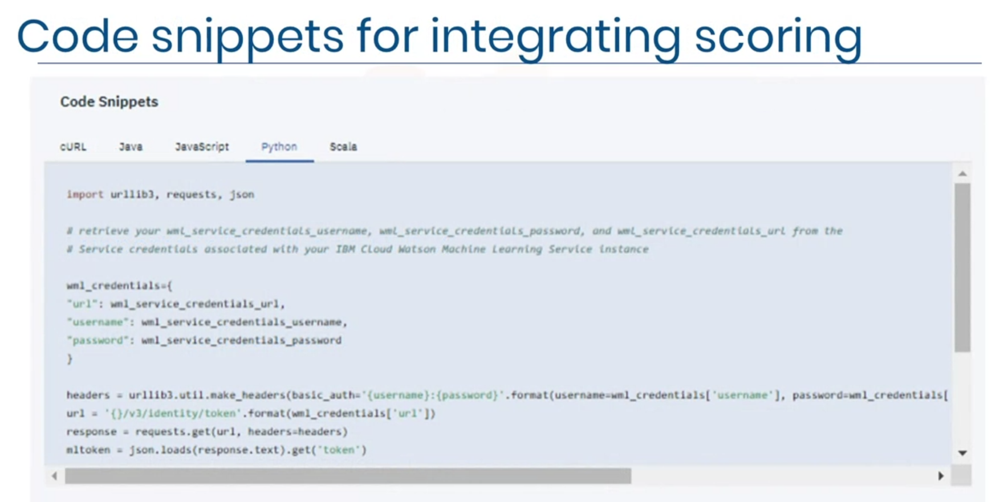 Code snippets for integrating scoring
Code Snippets
cURL Java JavaScript Python Scala
import urllib3, requests, json
# retrieve your wml_service_credentials_username, wml_service_credentials_password, and wml_service_credentials_url from the
# Service credentials associated with your IBM Cloud Watson Machine Learning Service instance
wml_credentials={
"url": wml_service_credentials_url,
"username": wml_service_credentials_username,
"password": wml_service_credentials_password
}
headers = urllib3.util.make_headers(basic_auth='{username}:{password}'.format(username=wml_credentials['username'], password=wml_credentials[
url = '{}/v3/identity/token'.format(wml_credentials['url'])
response = requests.get(url, headers=headers)
mltoken = json.loads(response.text).get('token')